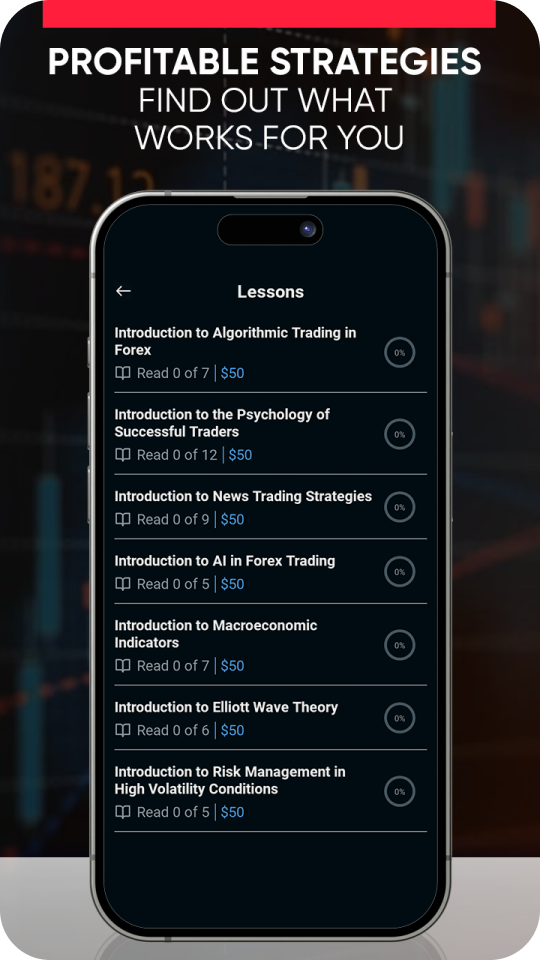 PROFITABLE STRATEGIES
FIND OUT WHAT
WORKS FOR YOU
187.12
Lessons
Introduction to Algorithmic Trading in
Forex
0%
Read 0 of 7 | $50
Introduction to the Psychology of
Successful Traders
0%
Read 0 of 12 | $50
Introduction to News Trading Strategies
0%
Read 0 of 9 | $50
Introduction to AI in Forex Trading
0%
Read 0 of 5 | $50
Introduction to Macroeconomic
Indicators
0%
Read 0 of 7 | $50
Introduction to Elliott Wave Theory
0%
Read 0 of 6 | $50
Introduction to Risk Management in
High Volatility Conditions
0%
Read 0 of 5 | $50